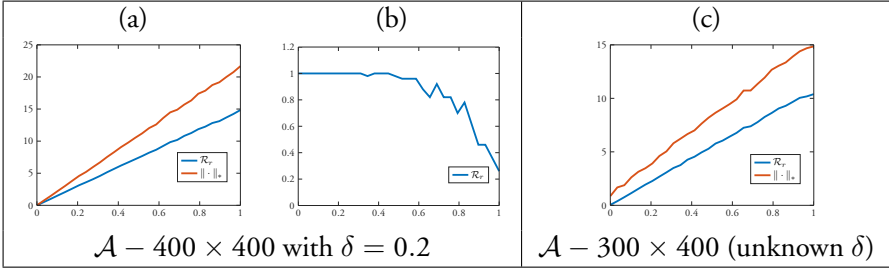 (a) (b) (c)
25
20
15
10
5
0
0 0.2 0.4 0.6 0.8 1
ℛ_r
‖·‖_*
1.2
1
0.8
0.6
0.4
0.2
0
0 0.2 0.4 0.6 0.8 1
ℛ_r
15
10
5
0
0 0.2 0.4 0.6 0.8 1
ℛ_r
‖·‖_*
𝒜 − 400 × 400 with δ = 0.2
𝒜 − 300 × 400 (unknown δ)